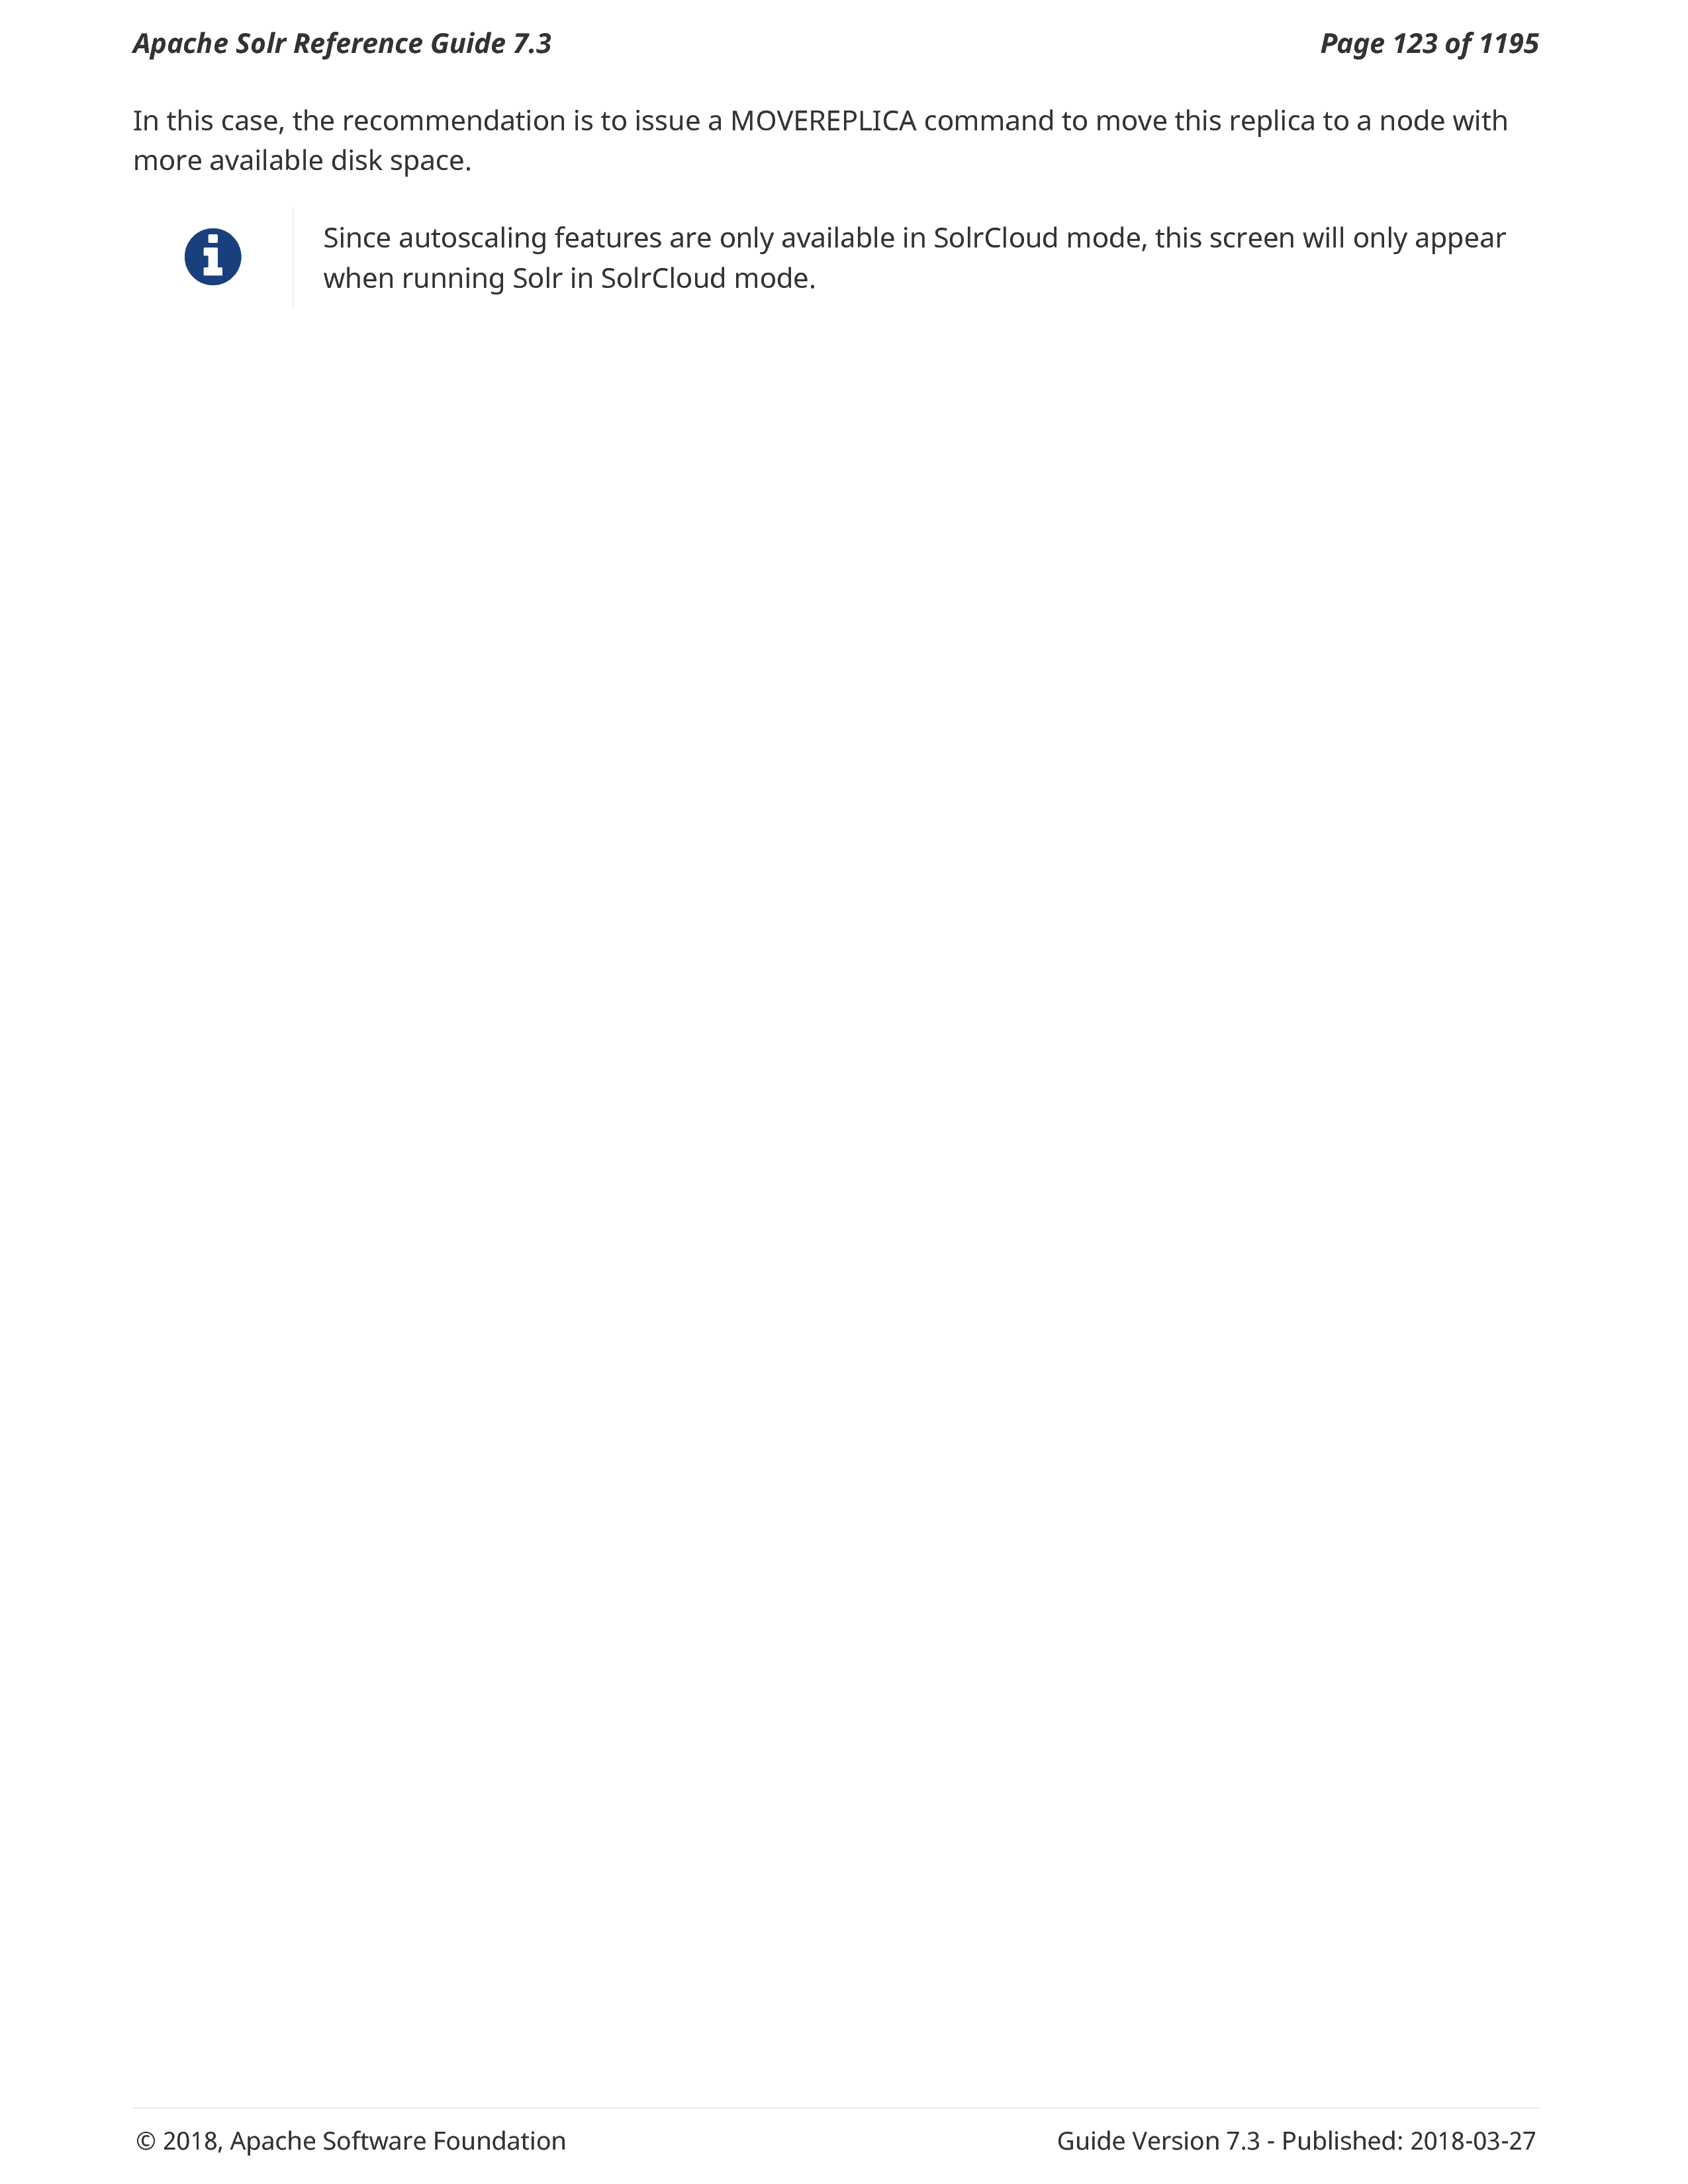 Apache Solr Reference Guide 7.3 Page 123 of 1195
In this case, the recommendation is to issue a MOVEREPLICA command to move this replica to a node with
more available disk space.
Since autoscaling features are only available in SolrCloud mode, this screen will only appear
when running Solr in SolrCloud mode.
© 2018, Apache Software Foundation Guide Version 7.3 - Published: 2018-03-27